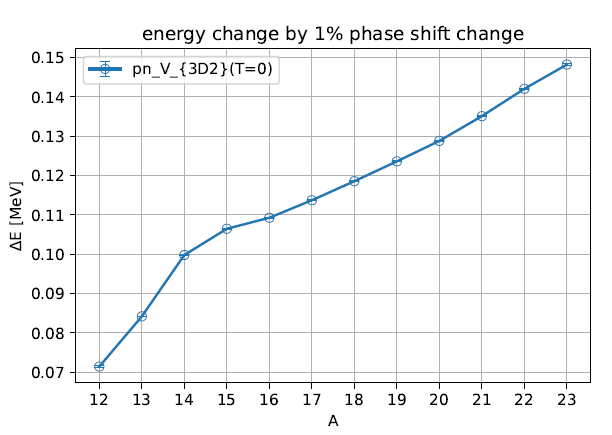 energy change by 1% phase shift change
pn_V_{3D2}(T=0)
ΔE [MeV]
0.15
0.14
0.13
0.12
0.11
0.10
0.09
0.08
0.07
12 13 14 15 16 17 18 19 20 21 22 23
A